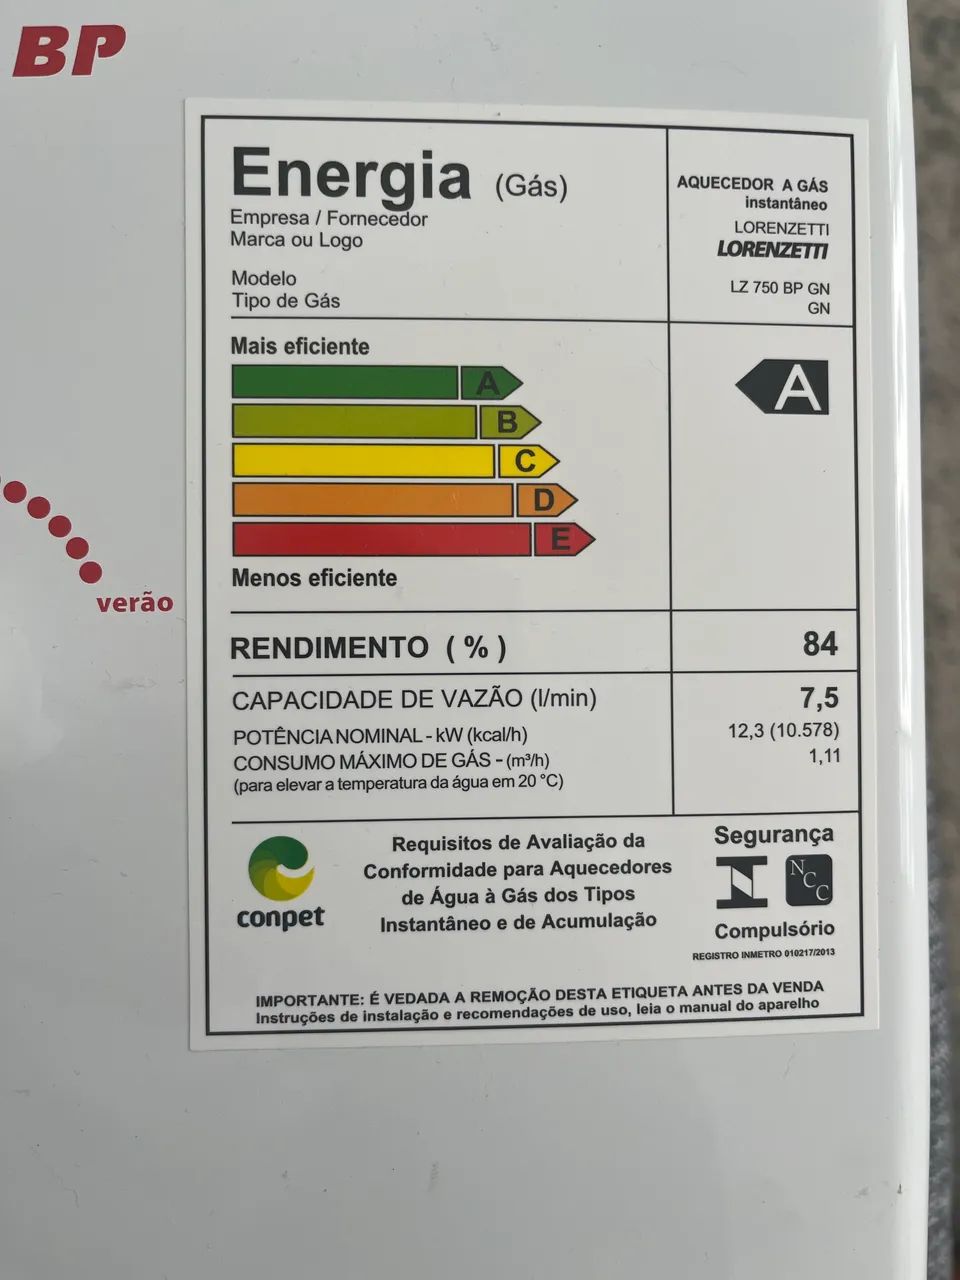 BP
Energia (Gás)
Empresa / Fornecedor
Marca ou Logo
Modelo
Tipo de Gás
AQUECEDOR A GÁS
instantâneo
LORENZETTI
LORENZETTI
LZ 750 BP GN
GN
Mais eficiente
A
B
C
D
E
Menos eficiente
A
verão
RENDIMENTO ( % ) 84
CAPACIDADE DE VAZÃO (l/min) 7,5
POTÊNCIA NOMINAL - kW (kcal/h) 12,3 (10.578)
CONSUMO MÁXIMO DE GÁS - (m³/h) 1,11
(para elevar a temperatura da água em 20 °C)
conpet
Requisitos de Avaliação da
Conformidade para Aquecedores
de Água à Gás dos Tipos
Instantâneo e de Acumulação
Segurança
NCC
Compulsório
REGISTRO INMETRO 010217/2013
IMPORTANTE: É VEDADA A REMOÇÃO DESTA ETIQUETA ANTES DA VENDA
Instruções de instalação e recomendações de uso, leia o manual do aparelho